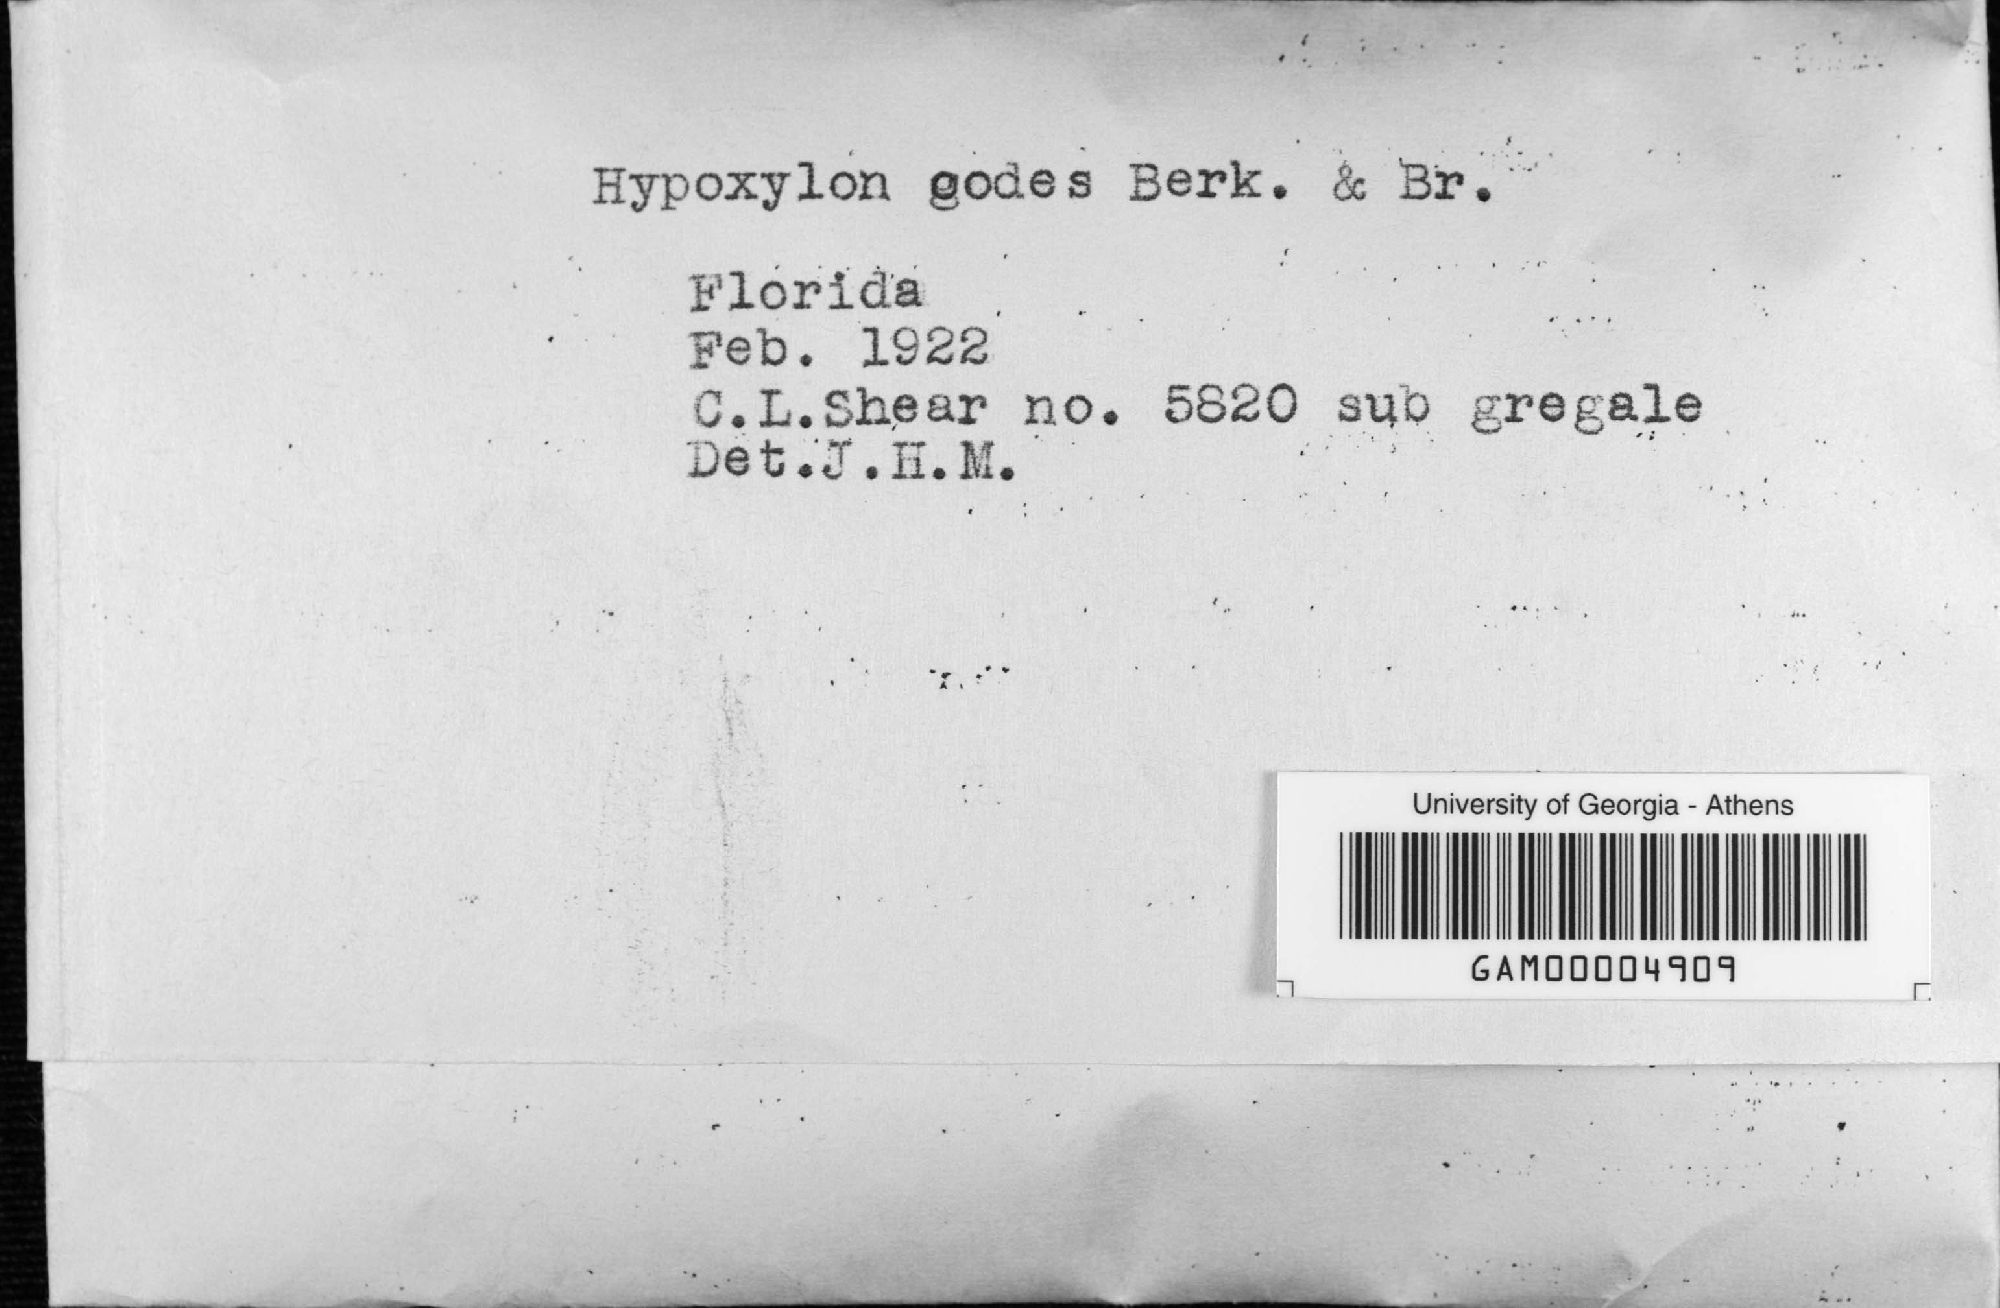 Hypoxylon godes Berk. & Br.
Florida
Feb. 1922
C.L.Shear no. 5820 sub gregale
Det.J.H.M.
University of Georgia - Athens
GAM00004909